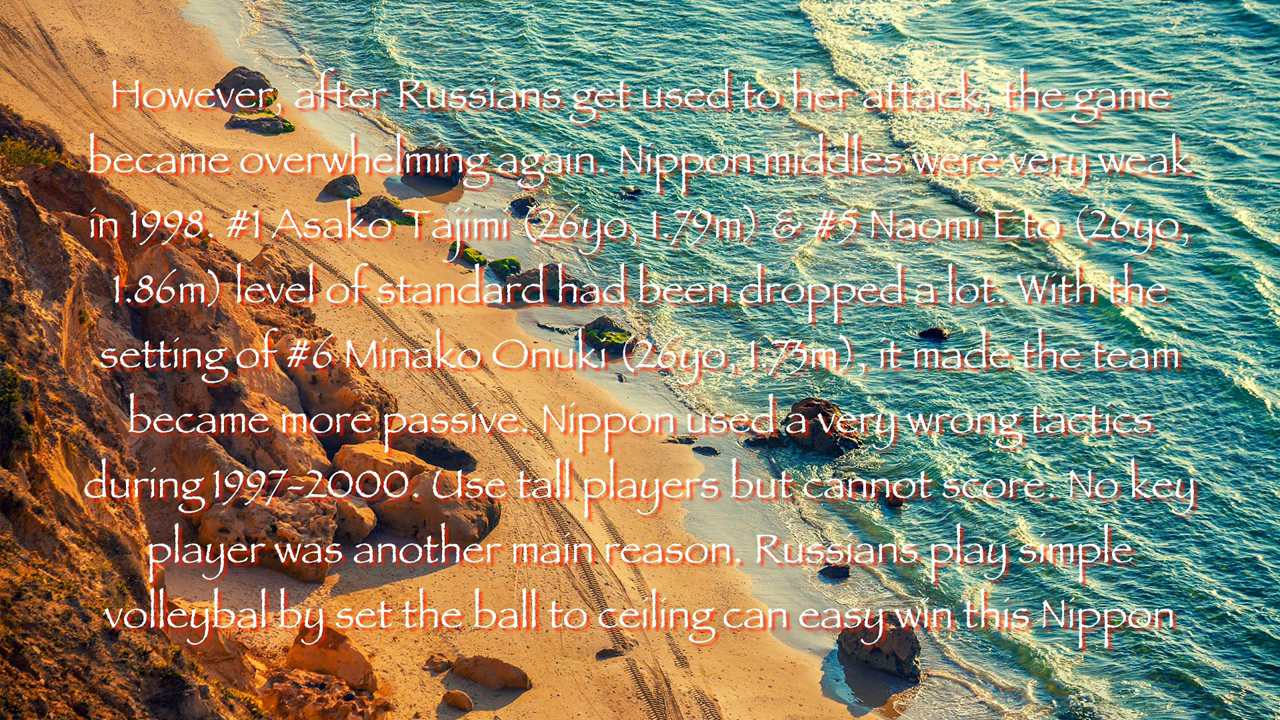 However, after Russians get used to her attack, the game
became overwhelming again. Nippon middles were very weak
in 1998. #1 Asako Tajimi (26yo, 1.79m) & #5 Naomi Eto (26yo,
1.86m) level of standard had been dropped a lot. With the
setting of #6 Minako Onuki (26yo, 1.73m), it made the team
became more passive. Nippon used a very wrong tactics
during 1997-2000. Use tall players but cannot score. No key
player was another main reason. Russians play simple
volleybal by set the ball to ceiling can easy win this Nippon